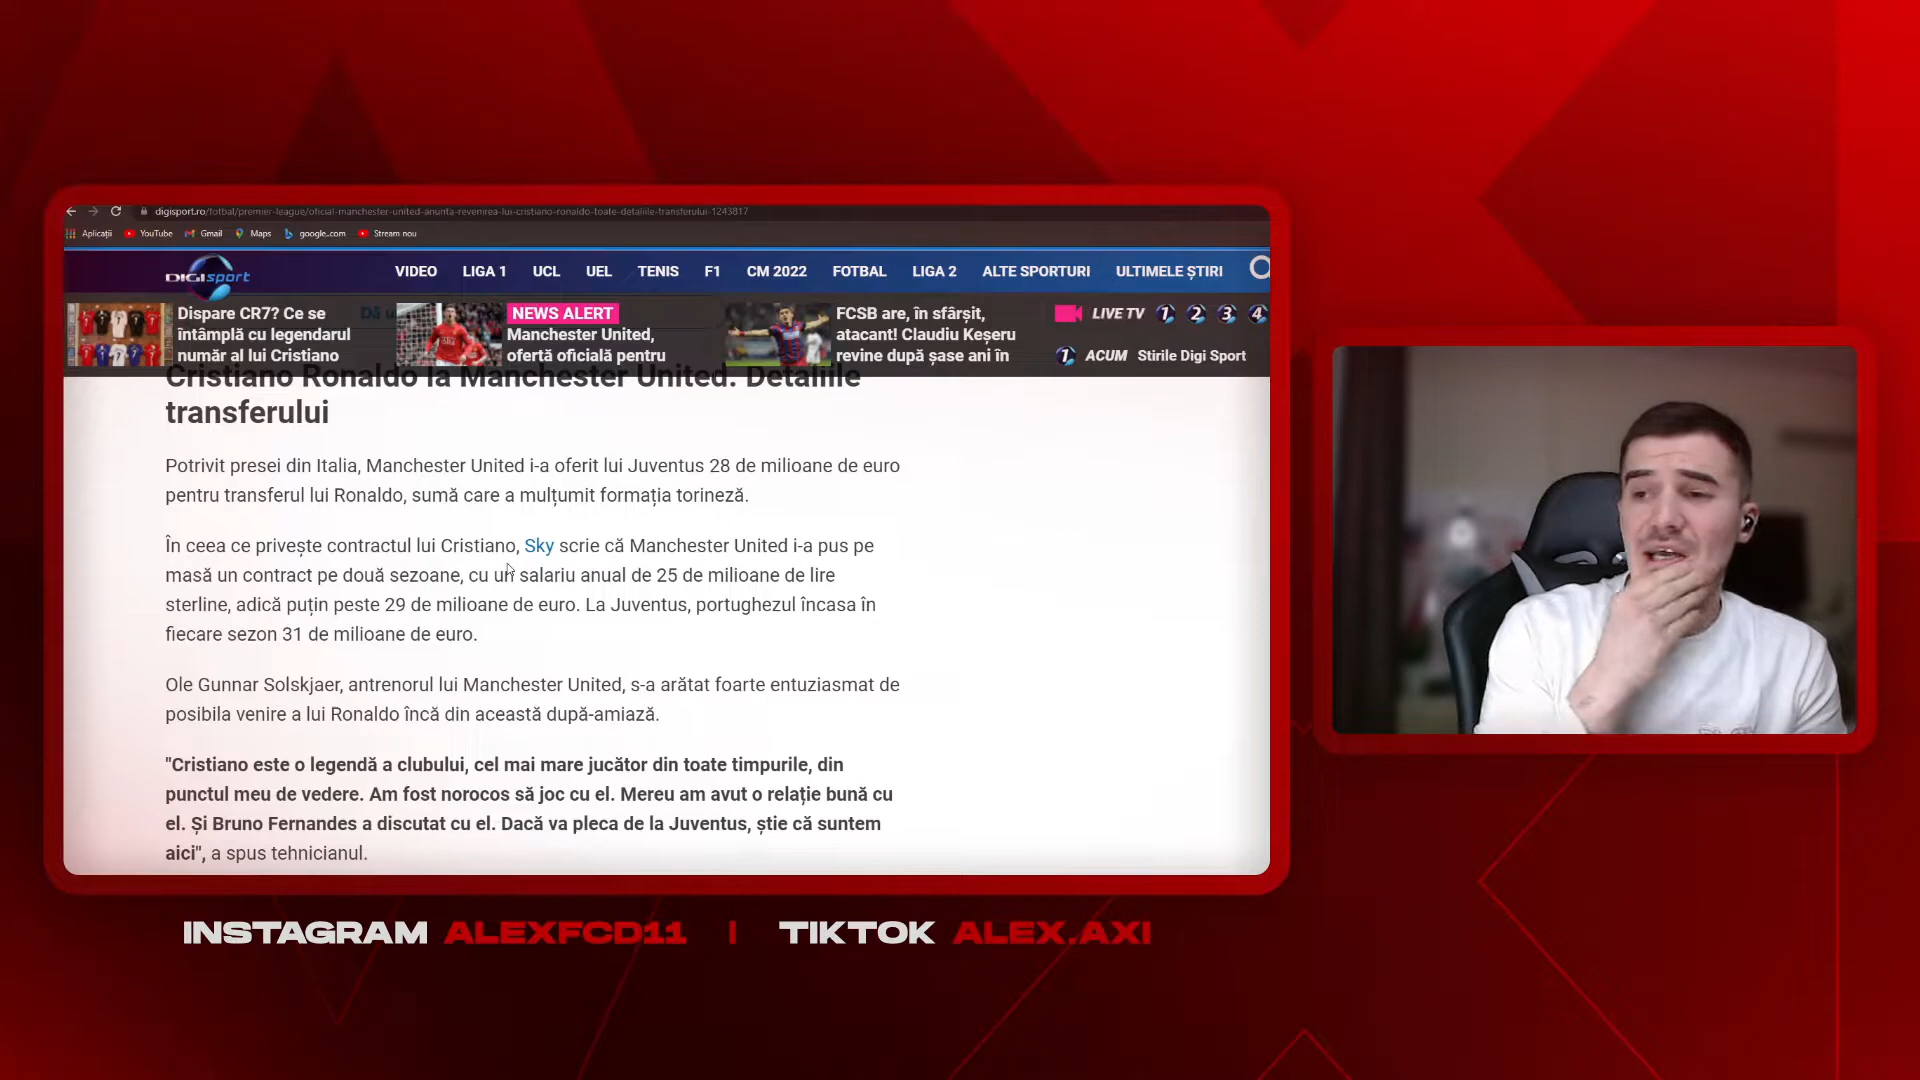 digisport.ro/fotbal/premier-league/oficial-manchester-united-anunta-revenirea-lui-cristiano-ronaldo-toate-detaliile-transferului-1243817
Aplicații YouTube Gmail Maps google.com Stream nou
DIGI sport VIDEO LIGA 1 UCL UEL TENIS F1 CM 2022 FOTBAL LIGA 2 ALTE SPORTURI ULTIMELE ȘTIRI
Dispare CR7? Ce se
întâmplă cu legendarul
număr al lui Cristiano
NEWS ALERT
Manchester United,
ofertă oficială pentru
FCSB are, în sfârșit,
atacant! Claudiu Keșeru
revine după șase ani în
LIVE TV 1 2 3 4
1 ACUM Stirile Digi Sport
Cristiano Ronaldo la Manchester United. Detaliile
transferului
Potrivit presei din Italia, Manchester United i-a oferit lui Juventus 28 de milioane de euro
pentru transferul lui Ronaldo, sumă care a mulțumit formația torineză.
În ceea ce privește contractul lui Cristiano, Sky scrie că Manchester United i-a pus pe
masă un contract pe două sezoane, cu un salariu anual de 25 de milioane de lire
sterline, adică puțin peste 29 de milioane de euro. La Juventus, portughezul încasa în
fiecare sezon 31 de milioane de euro.
Ole Gunnar Solskjaer, antrenorul lui Manchester United, s-a arătat foarte entuziasmat de
posibila venire a lui Ronaldo încă din această după-amiază.
"Cristiano este o legendă a clubului, cel mai mare jucător din toate timpurile, din
punctul meu de vedere. Am fost norocos să joc cu el. Mereu am avut o relație bună cu
el. Și Bruno Fernandes a discutat cu el. Dacă va pleca de la Juventus, știe că suntem
aici", a spus tehnicianul.
INSTAGRAM ALEXFCD11 | TIKTOK ALEX.AXI